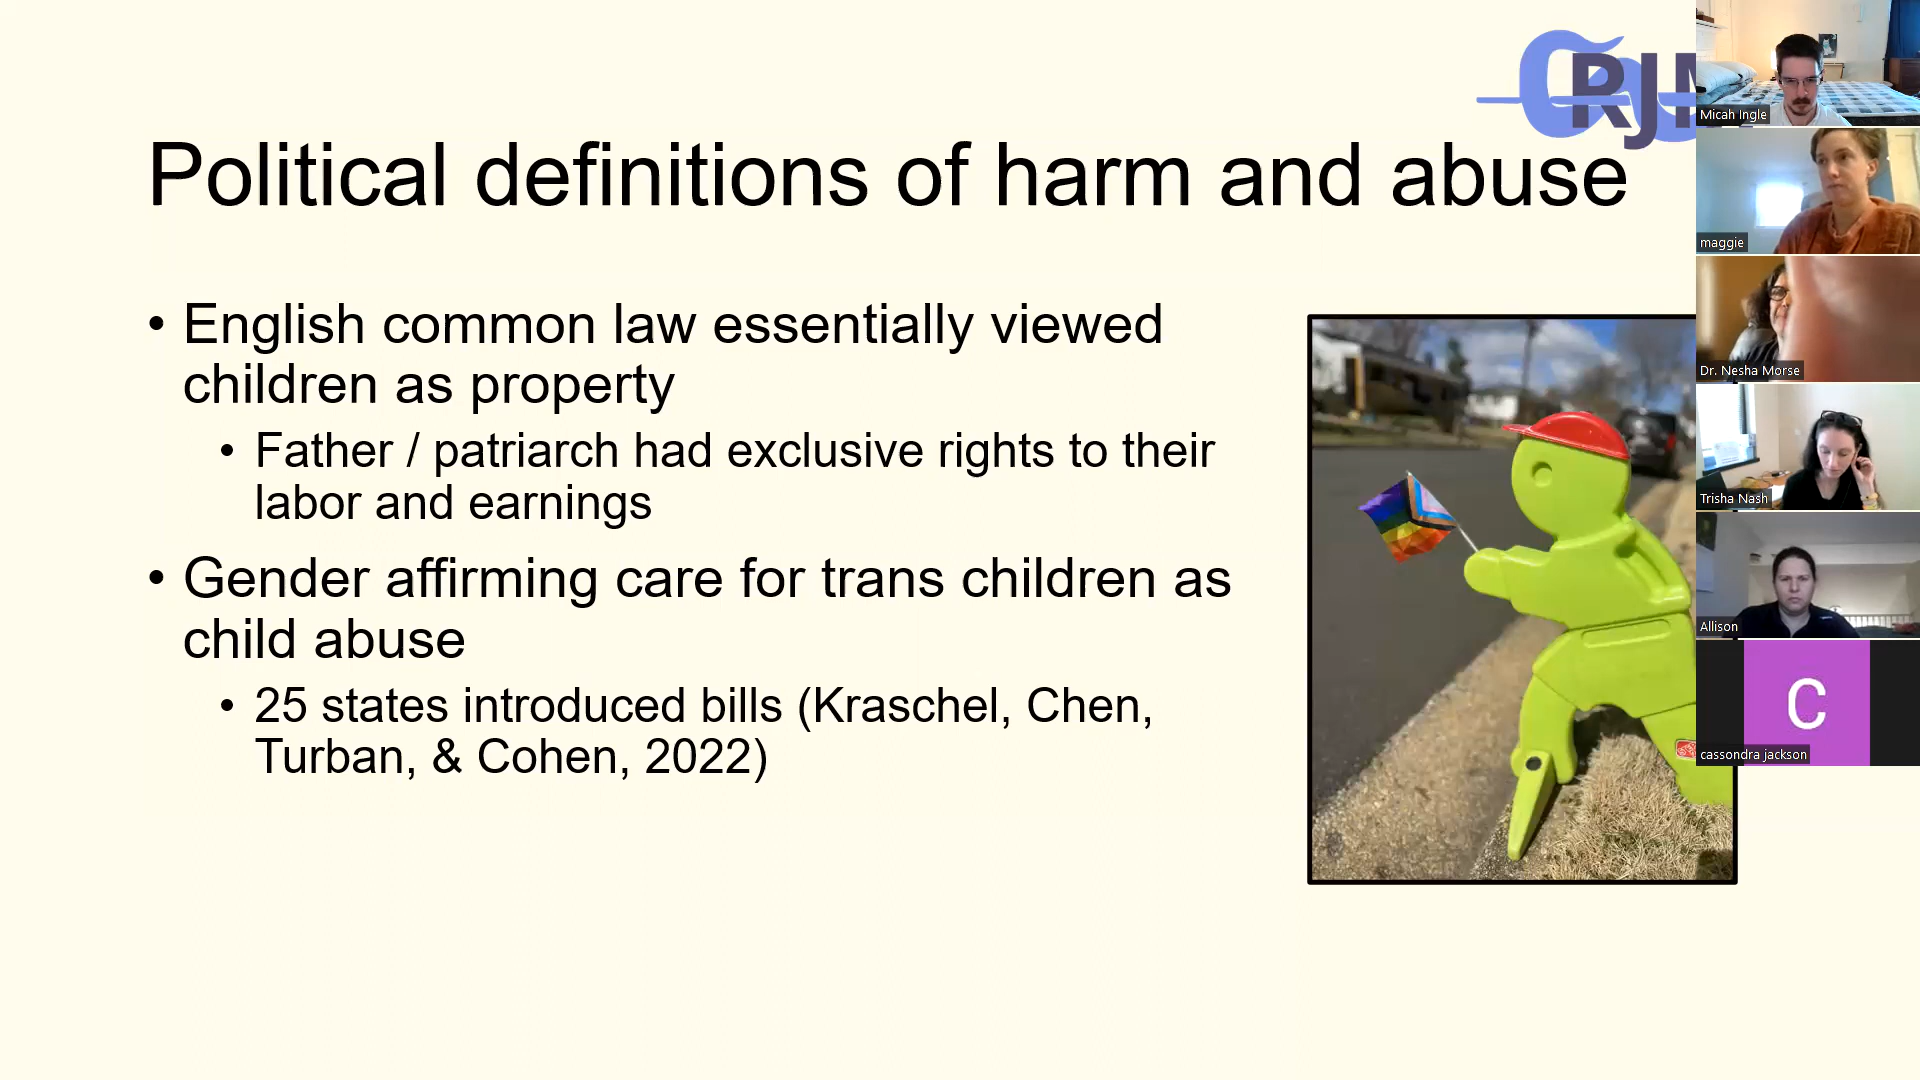 RJM
Political definitions of harm and abuse
• English common law essentially viewed
children as property
• Father / patriarch had exclusive rights to their
labor and earnings
• Gender affirming care for trans children as
child abuse
• 25 states introduced bills (Kraschel, Chen,
Turban, & Cohen, 2022)
Micah Ingle
maggie
Dr. Nesha Morse
Trisha Nash
Allison
C
cassondra jackson